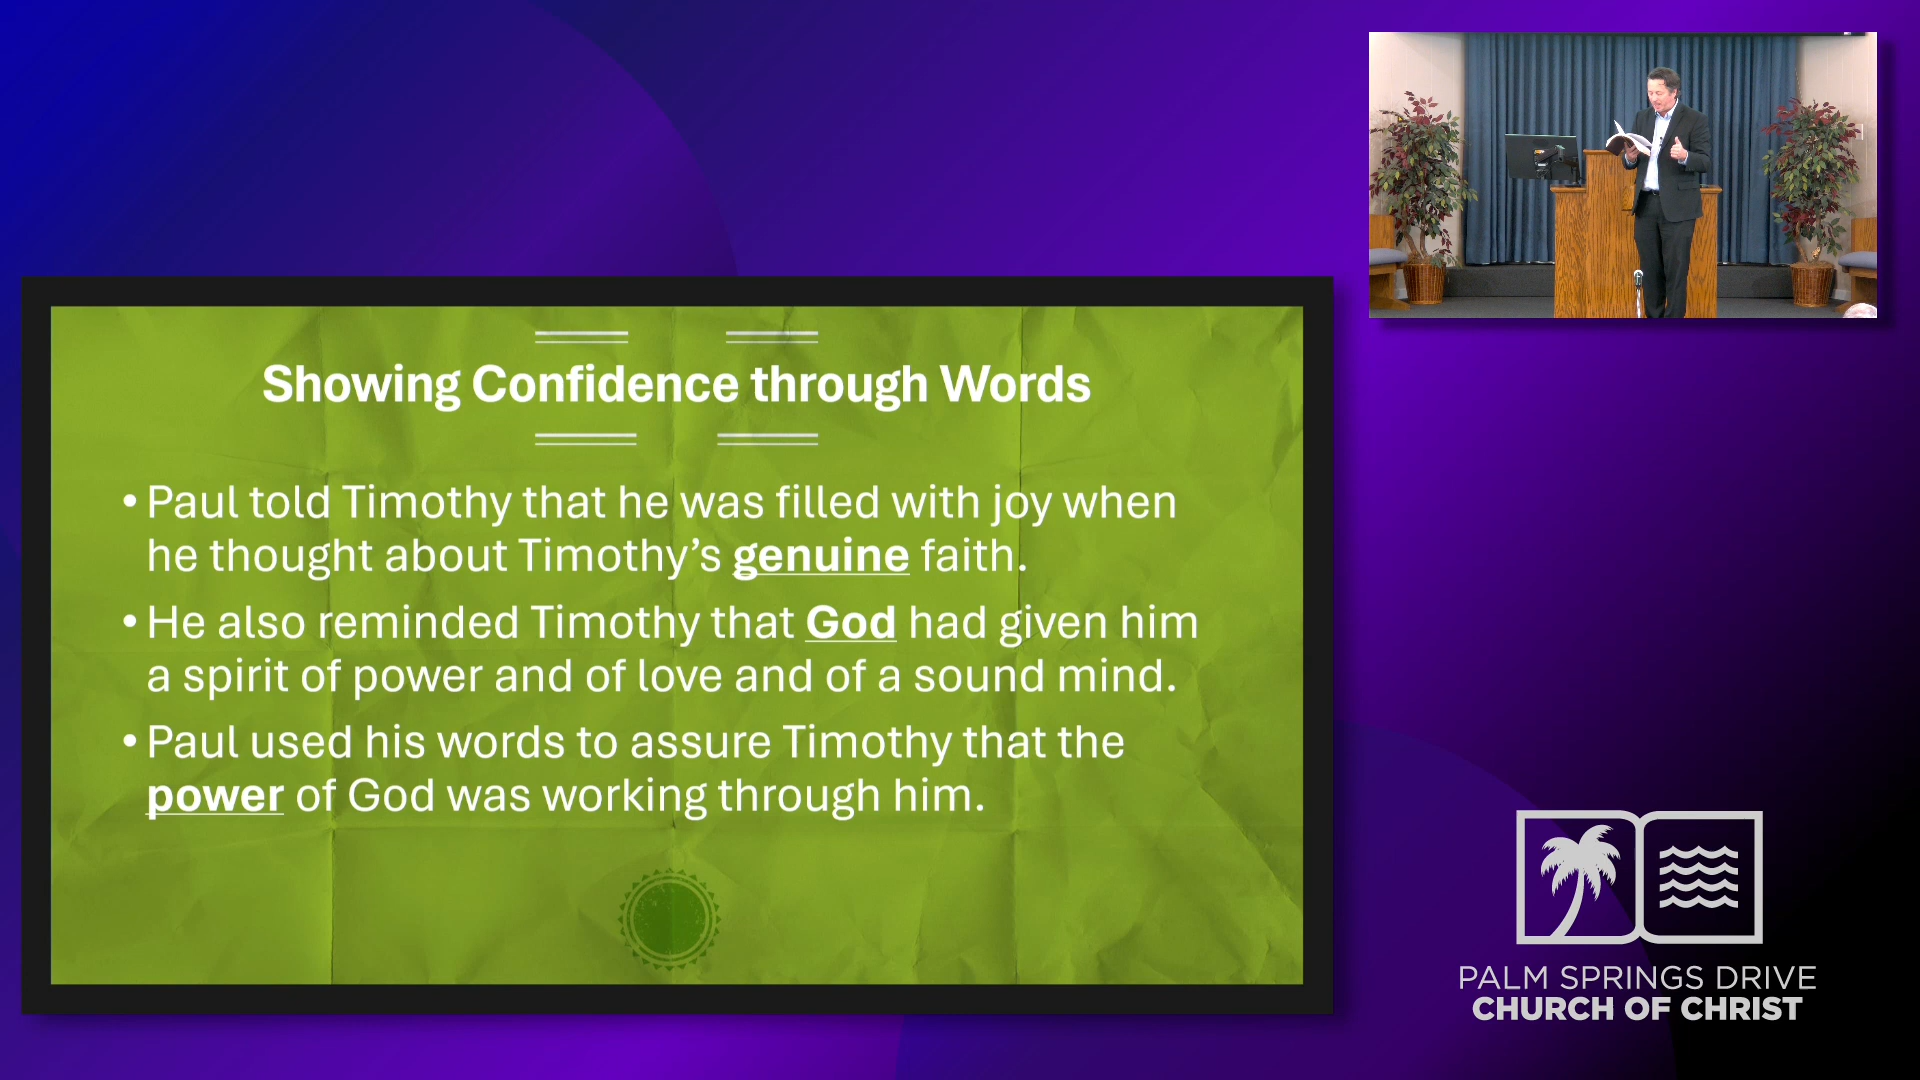 Showing Confidence through Words
• Paul told Timothy that he was filled with joy when
he thought about Timothy’s genuine faith.
• He also reminded Timothy that God had given him
a spirit of power and of love and of a sound mind.
• Paul used his words to assure Timothy that the
power of God was working through him.
PALM SPRINGS DRIVE
CHURCH OF CHRIST